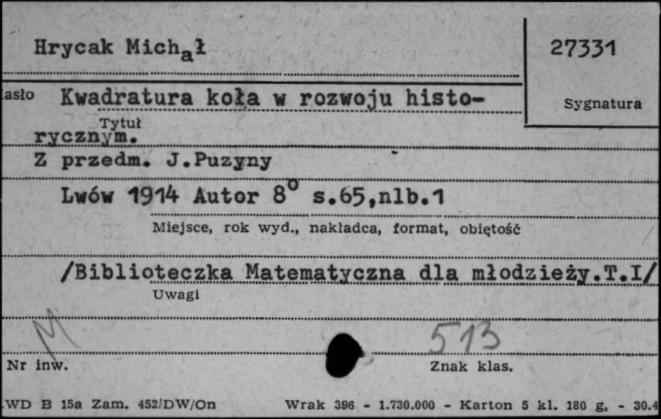 Hrycak Michał
27331
asło Kwadratura koła w rozwoju histo-
Sygnatura
Tytuł
rycznym.
Z przedm. J.Puzyny
Lwów 1914 Autor 8° s.65,nlb.1
Miejsce, rok wyd., nakładca, format, obiętość
/Biblioteczka Matematyczna dla młodzieży.T.I/
Uwagi
M
513
Nr inw.
Znak klas.
WD B 15a Zam. 452/DW/On Wrak 396 - 1.730.000 - Karton 5 kl. 180 g. - 30.4